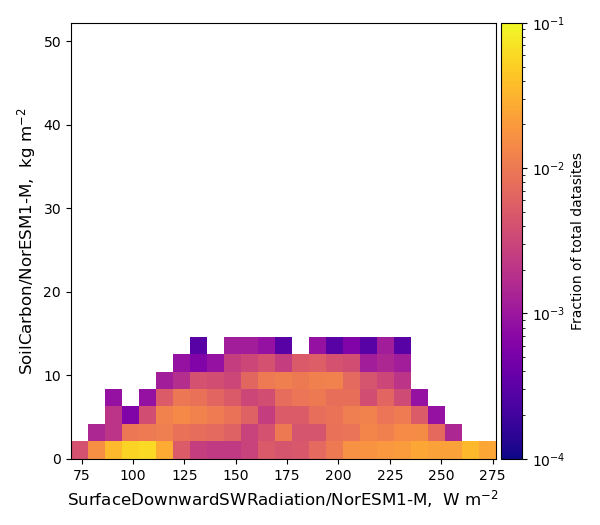 50
40
30
20
10
0
75 100 125 150 175 200 225 250 275
SoilCarbon/NorESM1-M, kg m⁻²
SurfaceDownwardSWRadiation/NorESM1-M, W m⁻²
10⁻¹
10⁻²
10⁻³
10⁻⁴
Fraction of total datasites